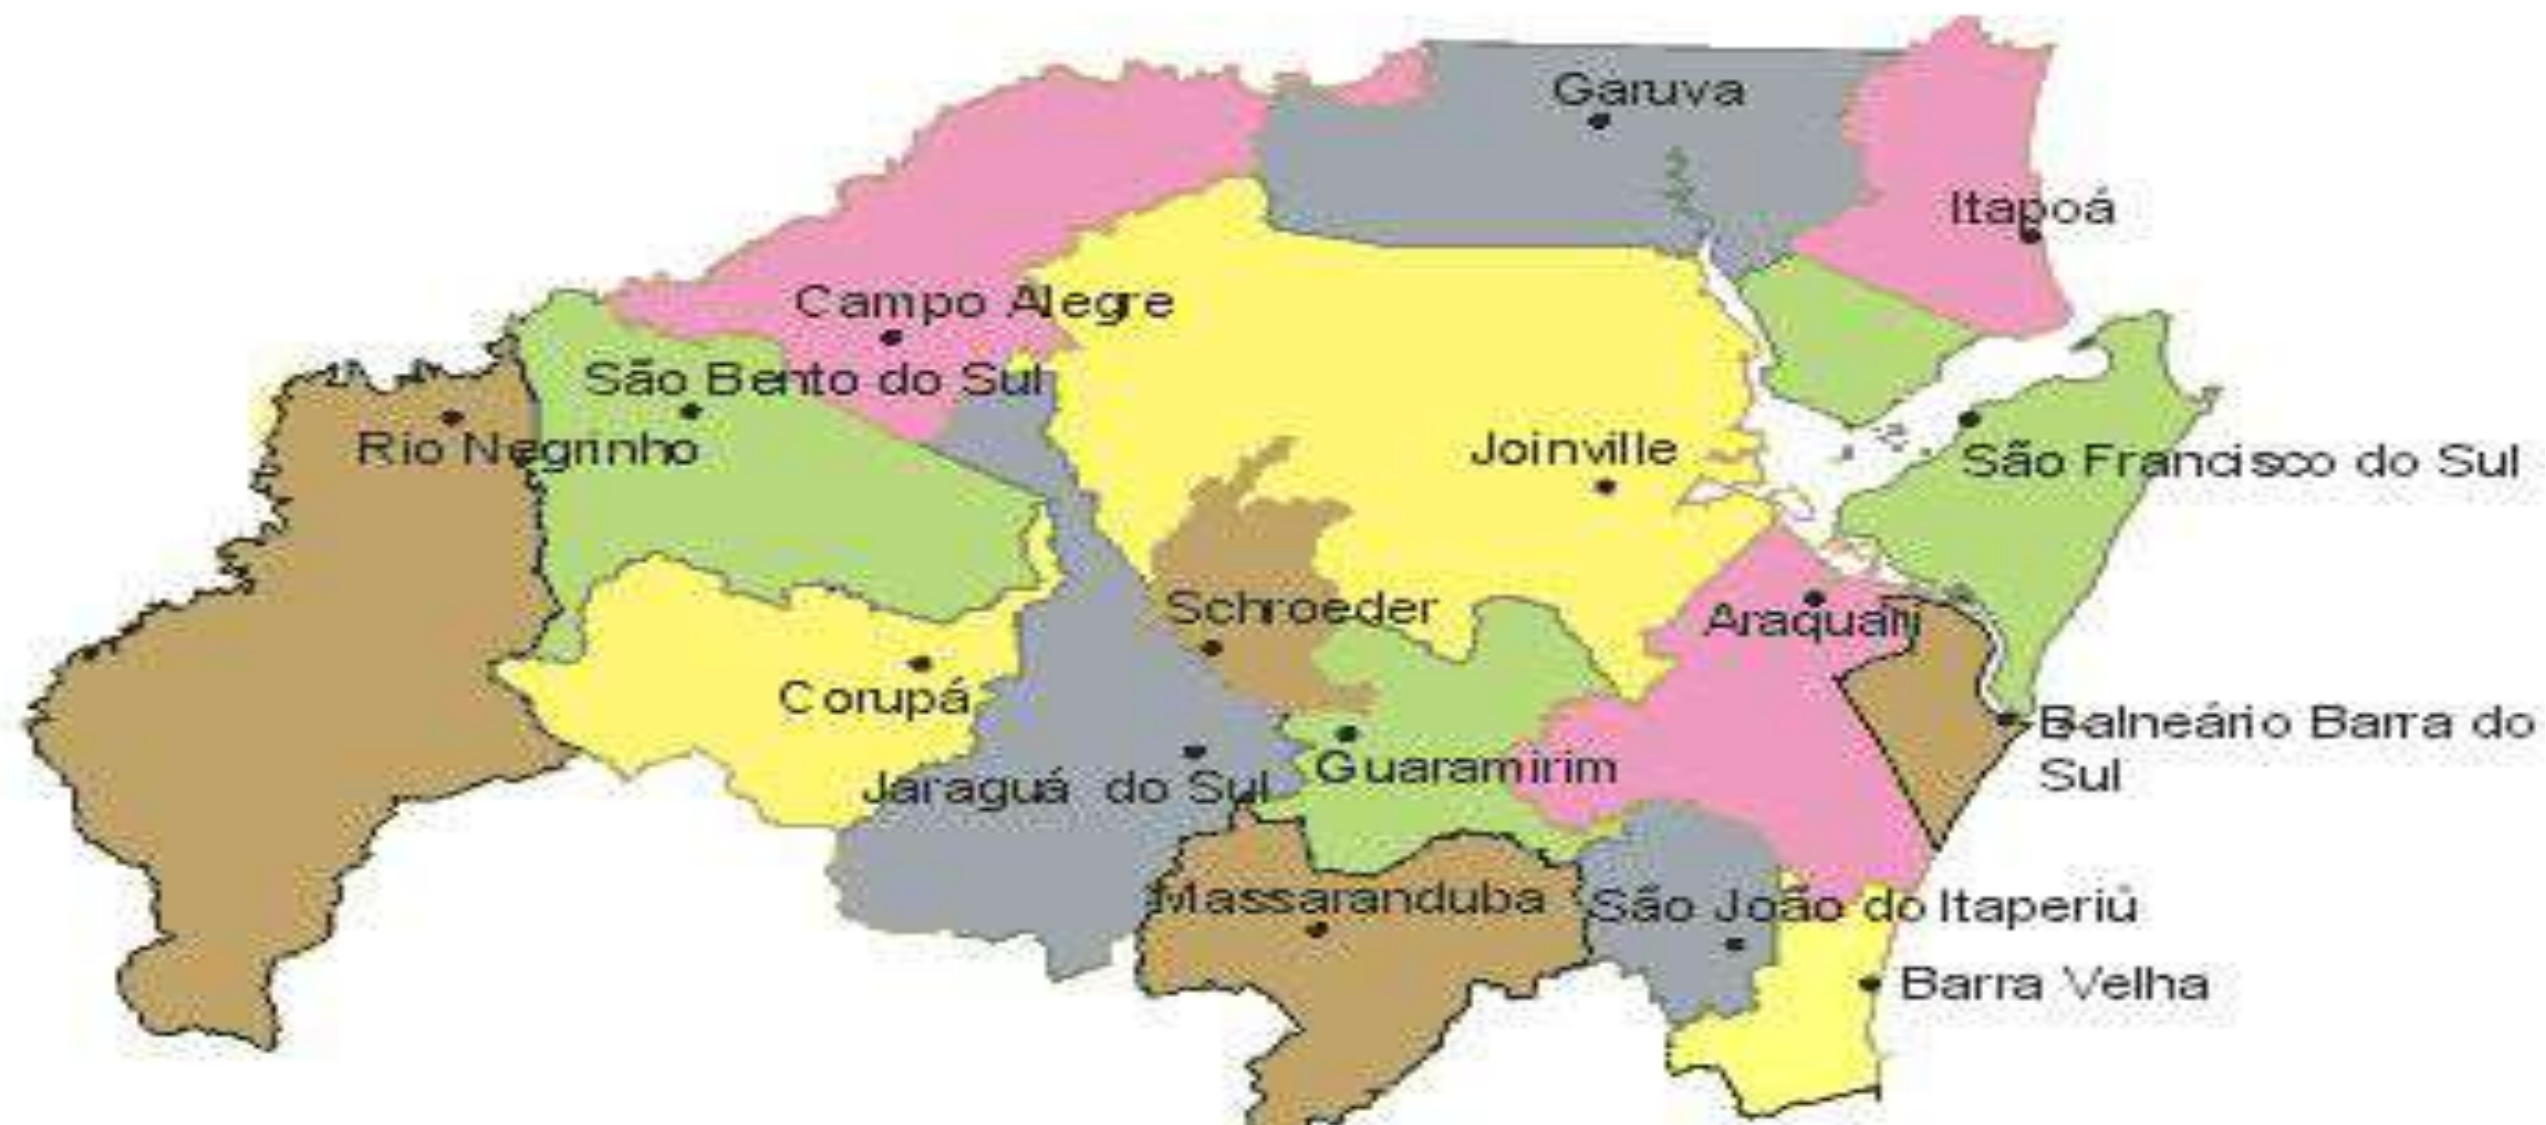 Garuva
Itapoá
Campo Alegre
São Bento do Sul
Rio Negrinho
Joinville
São Francisco do Sul
Schroeder
Araquari
Corupá
Balneário Barra do
Sul
Jaraguá do Sul
Guaramirim
Massaranduba
São João do Itaperiú
Barra Velha